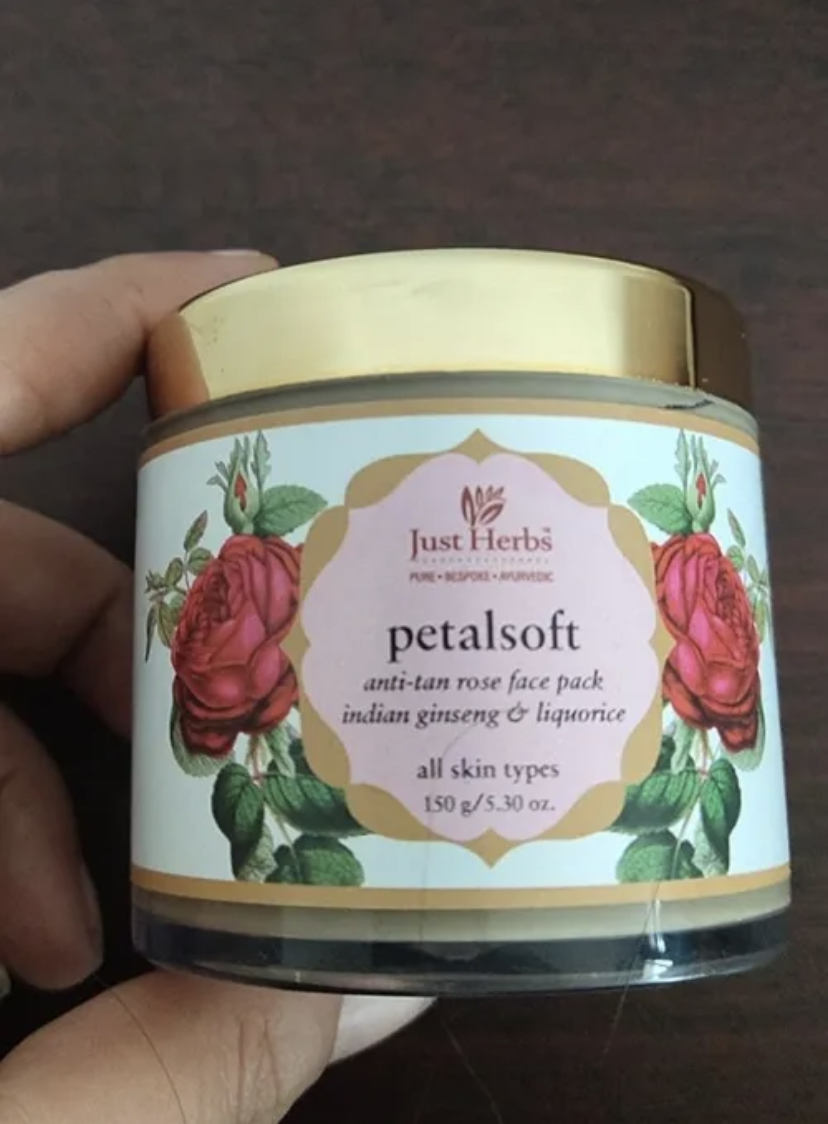 Just Herbs™
PURE • BESPOKE • AYURVEDIC
petalsoft
anti-tan rose face pack
indian ginseng & liquorice
all skin types
150 g/5.30 oz.